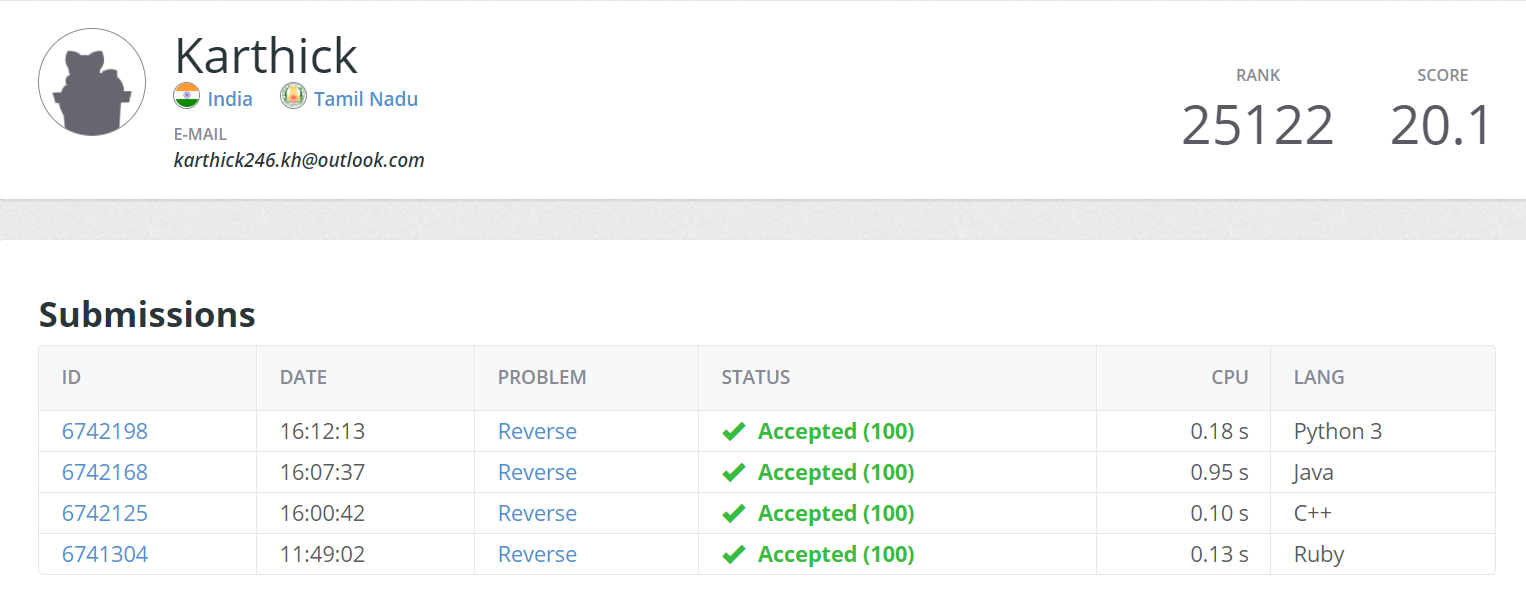 Karthick
India Tamil Nadu
E-MAIL
karthick246.kh@outlook.com
RANK SCORE
25122 20.1
Submissions
ID DATE PROBLEM STATUS CPU LANG
6742198 16:12:13 Reverse Accepted (100) 0.18 s Python 3
6742168 16:07:37 Reverse Accepted (100) 0.95 s Java
6742125 16:00:42 Reverse Accepted (100) 0.10 s C++
6741304 11:49:02 Reverse Accepted (100) 0.13 s Ruby